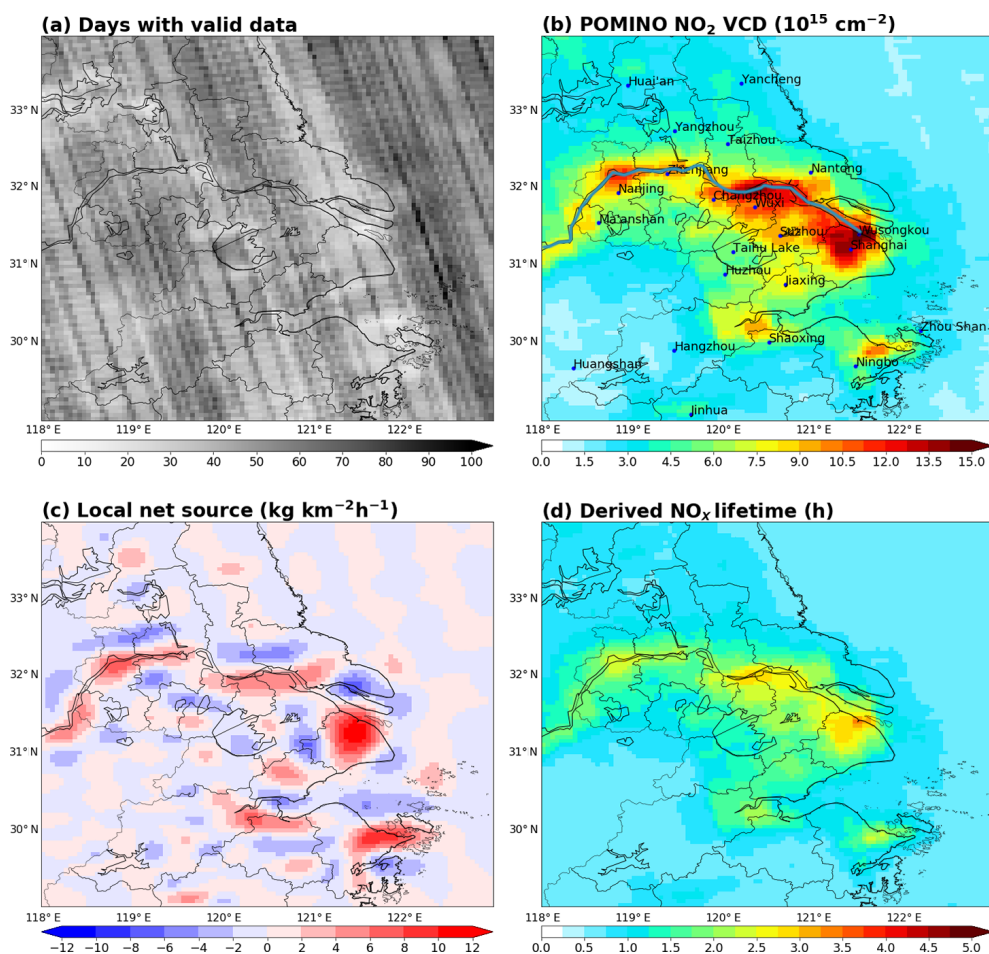 (a) Days with valid data
33° N
32° N
31° N
30° N
118° E 119° E 120° E 121° E 122° E
0 10 20 30 40 50 60 70 80 90 100
(b) POMINO NO₂ VCD (10¹⁵ cm⁻²)
33° N
32° N
31° N
30° N
Huai'an
Yancheng
Yangzhou
Taizhou
Zhenjiang
Nantong
Nanjing
Changzhou
Wuxi
Ma'anshan
Suzhou
Wusongkou
Shanghai
Taihu Lake
Huzhou
Jiaxing
Zhou Shan
Hangzhou
Shaoxing
Huangshan
Ningbo
Jinhua
118° E 119° E 120° E 121° E 122° E
0.0 1.5 3.0 4.5 6.0 7.5 9.0 10.5 12.0 13.5 15.0
(c) Local net source (kg km⁻²h⁻¹)
33° N
32° N
31° N
30° N
118° E 119° E 120° E 121° E 122° E
−12 −10 −8 −6 −4 −2 0 2 4 6 8 10 12
(d) Derived NOₓ lifetime (h)
33° N
32° N
31° N
30° N
118° E 119° E 120° E 121° E 122° E
0.0 0.5 1.0 1.5 2.0 2.5 3.0 3.5 4.0 4.5 5.0